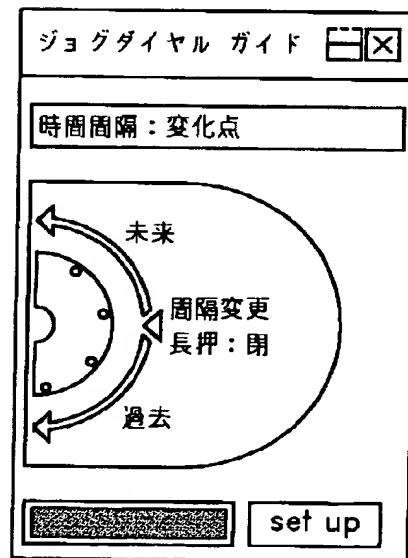 ジョグダイヤル ガイド
時間間隔：変化点
未来
間隔変更
長押：閉
過去
set up